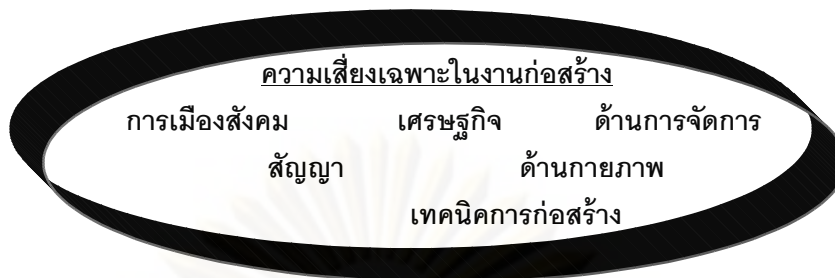 ความเสี่ยงเฉพาะในงานก่อสร้าง
การเมืองสังคม เศรษฐกิจ ด้านการจัดการ
สัญญา ด้านกายภาพ
เทคนิคการก่อสร้าง